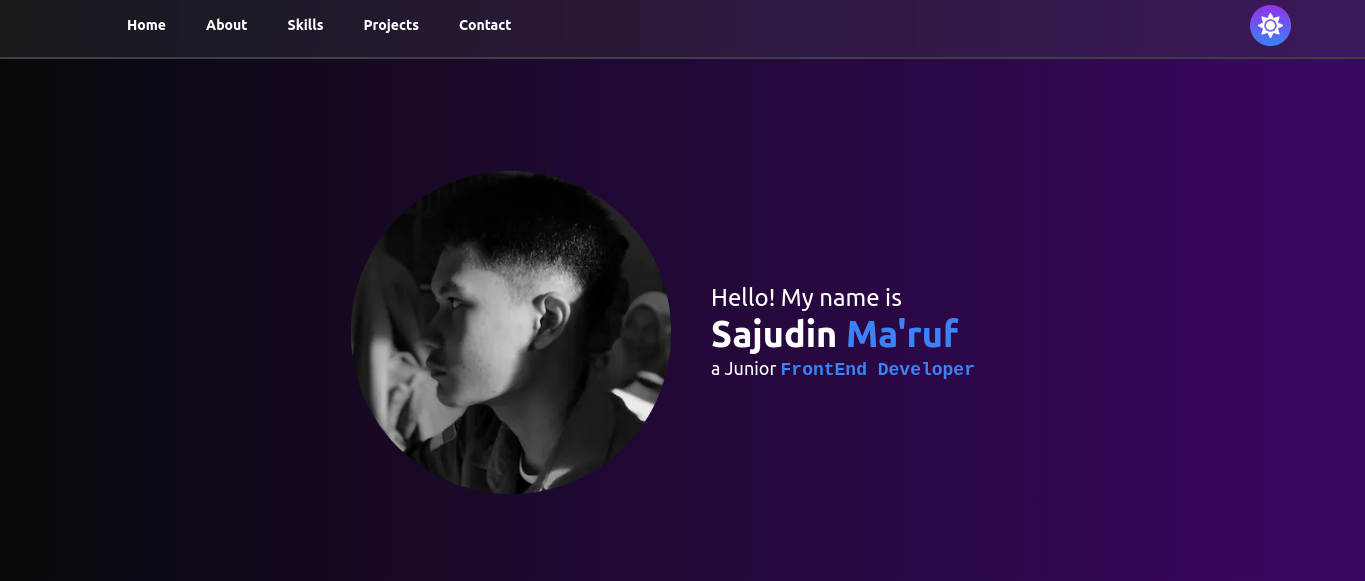 Home About Skills Projects Contact
Hello! My name is
Sajudin Ma'ruf
a Junior FrontEnd Developer